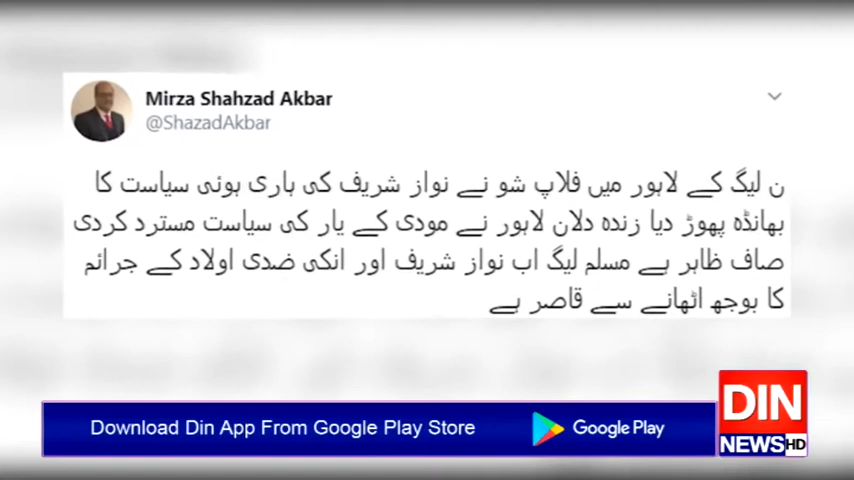 Mirza Shahzad Akbar
@ShazadAkbar
ن لیگ کے لاہور میں فلاپ شو نے نواز شریف کی ہاری ہوئی سیاست کا
بھانڈہ پھوڑ دیا زندہ دلان لاہور نے مودی کے یار کی سیاست مسترد کردی
صاف ظاہر ہے مسلم لیگ اب نواز شریف اور انکی ضدی اولاد کے جرائم
کا بوجھ اٹھانے سے قاصر ہے
Download Din App From Google Play Store
Google Play
DIN
NEWS HD